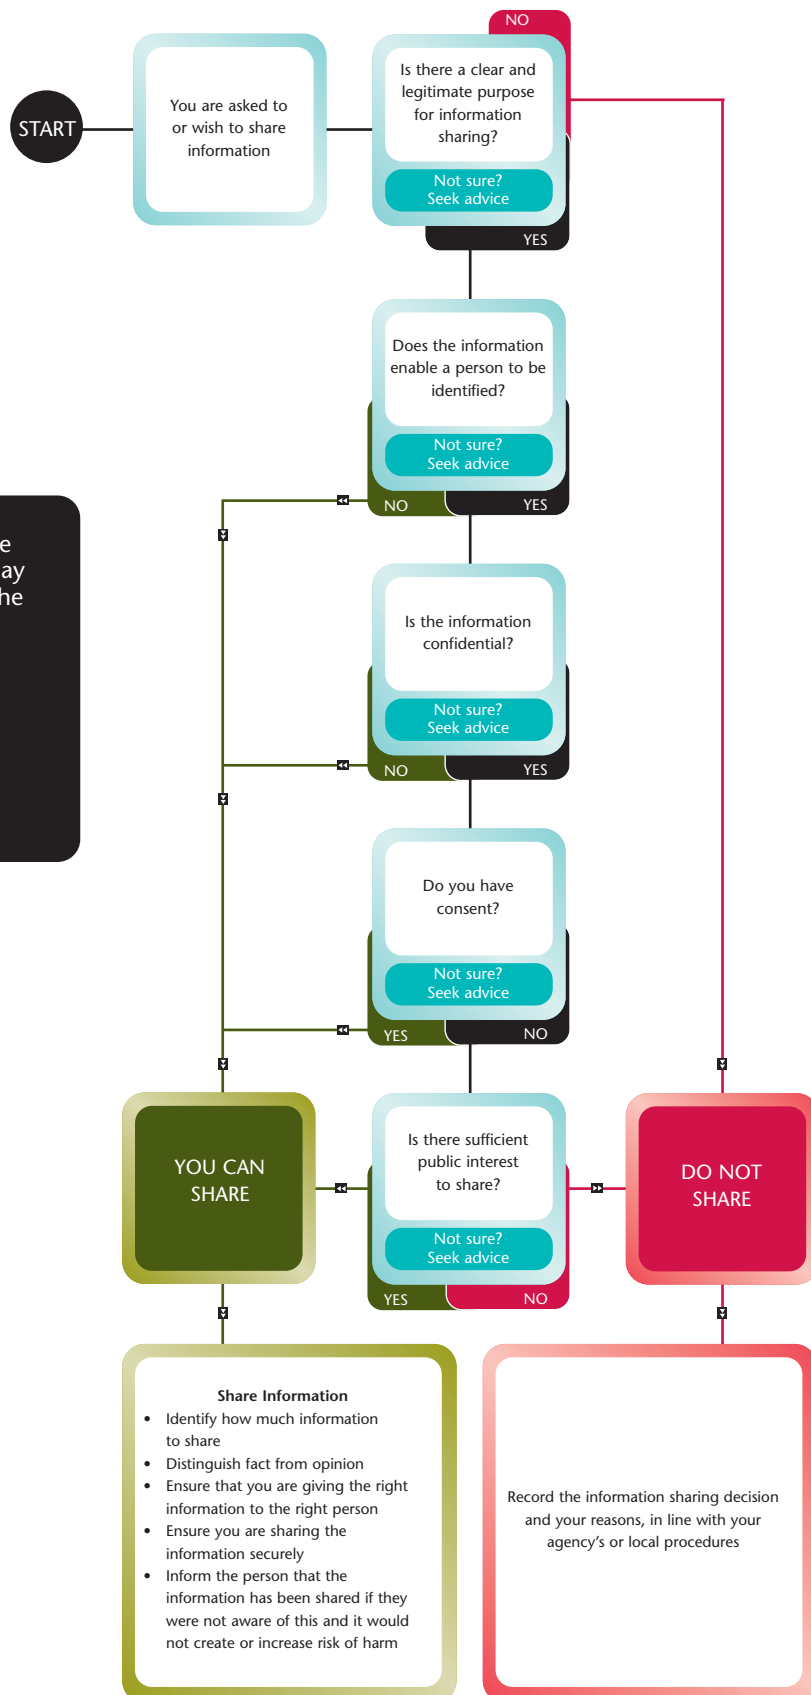 NO
START
You are asked to
or wish to share
information
Is there a clear and
legitimate purpose
for information
sharing?
Not sure?
Seek advice
YES
Does the information
enable a person to be
identified?
Not sure?
Seek advice
NO
YES
Is the information
confidential?
Not sure?
Seek advice
NO
YES
Do you have
consent?
Not sure?
Seek advice
YES
NO
YOU CAN
SHARE
Is there sufficient
public interest
to share?
Not sure?
Seek advice
YES
NO
DO NOT
SHARE
Share Information
• Identify how much information
to share
• Distinguish fact from opinion
• Ensure that you are giving the right
information to the right person
• Ensure you are sharing the
information securely
• Inform the person that the
information has been shared if they
were not aware of this and it would
not create or increase risk of harm
Record the information sharing decision
and your reasons, in line with your
agency’s or local procedures